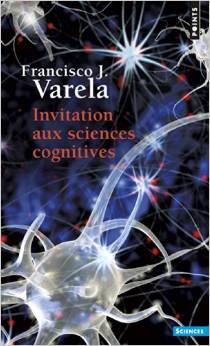 POINTS
Francisco J.
Varela
Invitation
aux sciences
cognitives
SCIENCES